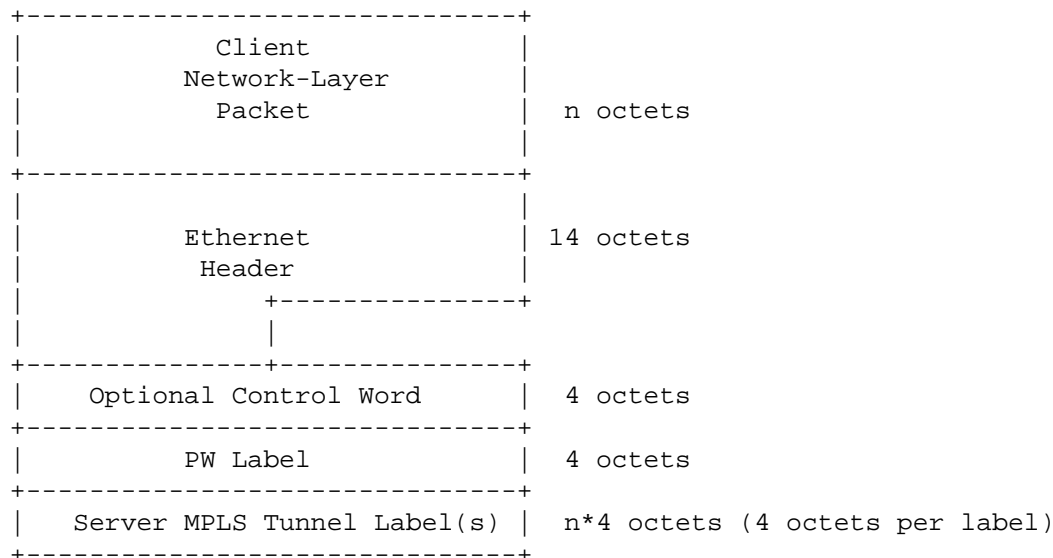 Client
Network-Layer
Packet n octets
Ethernet 14 octets
Header
Optional Control Word 4 octets
PW Label 4 octets
Server MPLS Tunnel Label(s) n*4 octets (4 octets per label)